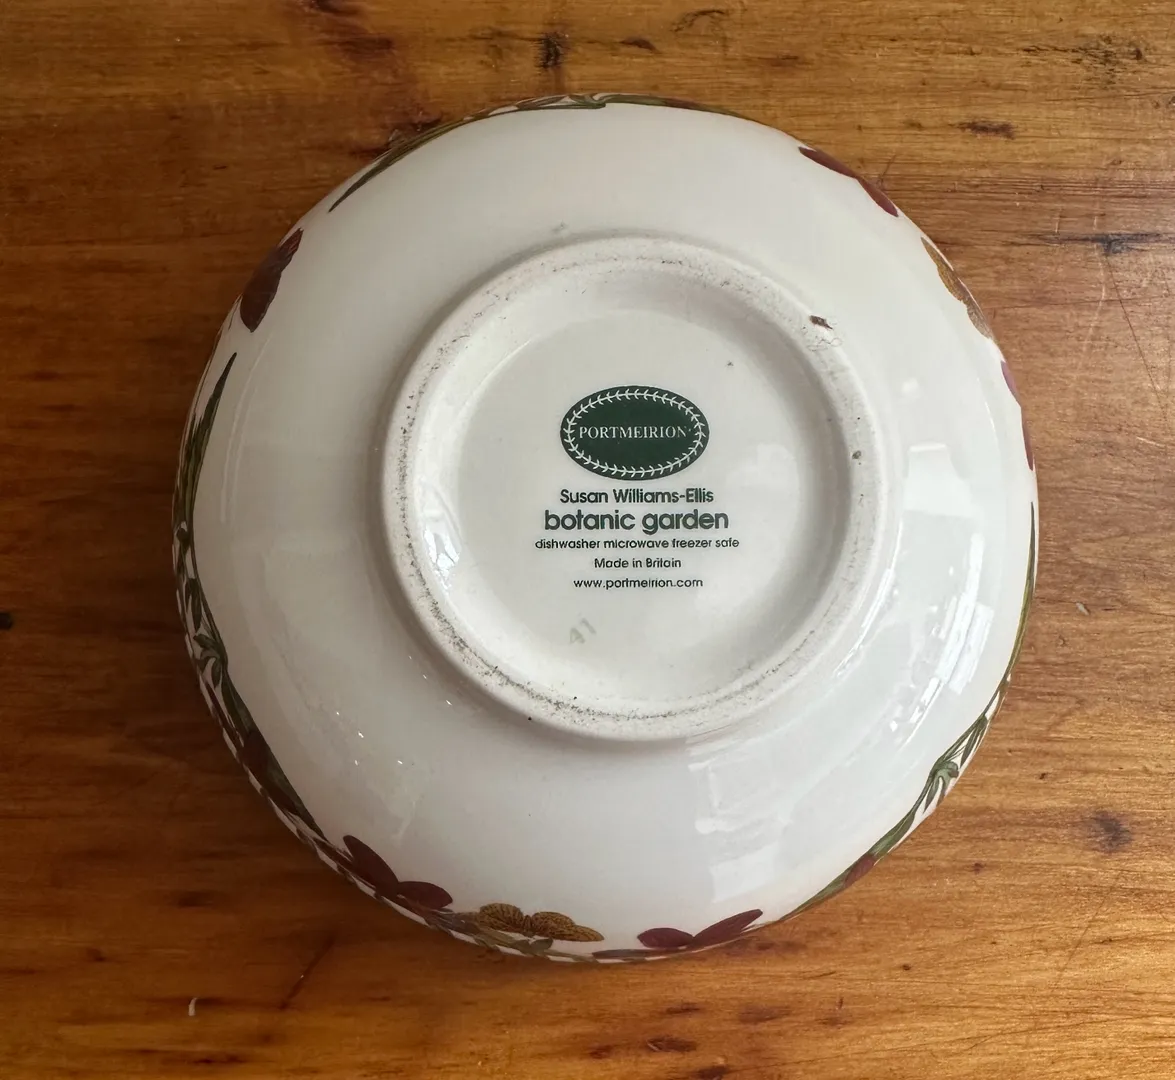 PORTMEIRION
Susan Williams-Ellis
botanic garden
dishwasher microwave freezer safe
Made in Britain
www.portmeirion.com
41